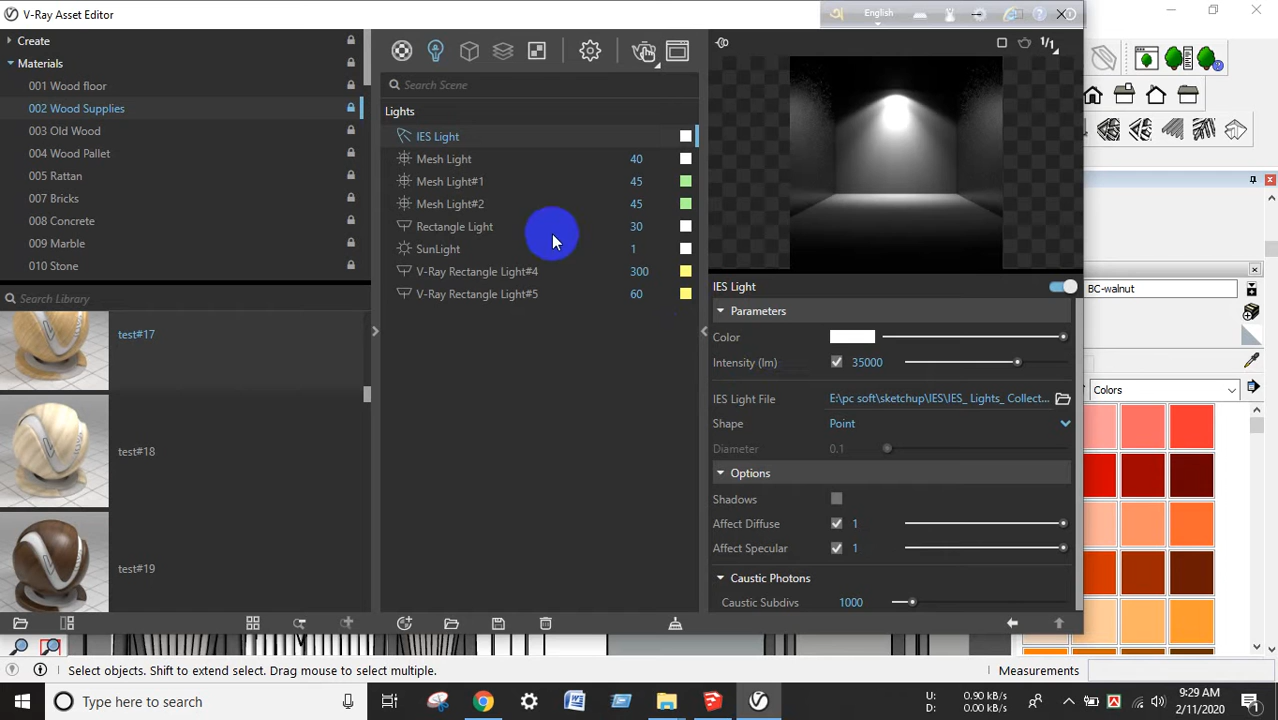 V-Ray Asset Editor
English
Create
Materials
001 Wood floor
002 Wood Supplies
003 Old Wood
004 Wood Pallet
005 Rattan
007 Bricks
008 Concrete
009 Marble
010 Stone
Search Library
test#17
test#18
test#19
Search Scene
Lights
IES Light
Mesh Light 40
Mesh Light#1 45
Mesh Light#2 45
Rectangle Light 30
SunLight 1
V-Ray Rectangle Light#4 300
V-Ray Rectangle Light#5 60
1/1
IES Light
Parameters
Color
Intensity (lm) 35000
IES Light File E:\pc soft\sketchup\IES\IES_ Lights_ Collect...
Shape Point
Diameter 0.1
Options
Shadows
Affect Diffuse 1
Affect Specular 1
Caustic Photons
Caustic Subdivs 1000
BC-walnut
Colors
Select objects. Shift to extend select. Drag mouse to select multiple.
Measurements
Type here to search
U: 0.90 kB/s
D: 0.00 kB/s
9:29 AM
2/11/2020